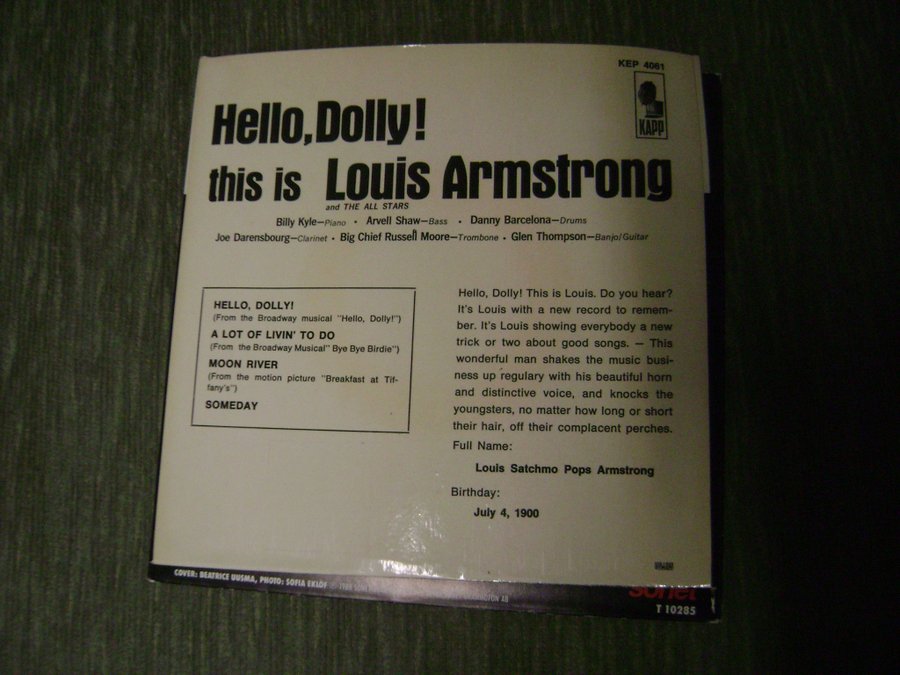 KEP 4061
KAPP
Hello, Dolly!
this is Louis Armstrong
and THE ALL STARS
Billy Kyle—Piano • Arvell Shaw—Bass • Danny Barcelona—Drums
Joe Darensbourg—Clarinet • Big Chief Russell Moore—Trombone • Glen Thompson—Banjo/Guitar
HELLO, DOLLY!
(From the Broadway musical "Hello, Dolly!")
A LOT OF LIVIN' TO DO
(From the Broadway Musical" Bye Bye Birdie")
MOON RIVER
(From the motion picture "Breakfast at Tif-
fany's")
SOMEDAY
Hello, Dolly! This is Louis. Do you hear?
It's Louis with a new record to remem-
ber. It's Louis showing everybody a new
trick or two about good songs. — This
wonderful man shakes the music busi-
ness up regulary with his beautiful horn
and distinctive voice, and knocks the
youngsters, no matter how long or short
their hair, off their complacent perches.
Full Name:
Louis Satchmo Pops Armstrong
Birthday:
July 4, 1900
COVER: BEATRICE UUSMA, PHOTO: SOFIA EKLÖF
sonet
T 10285